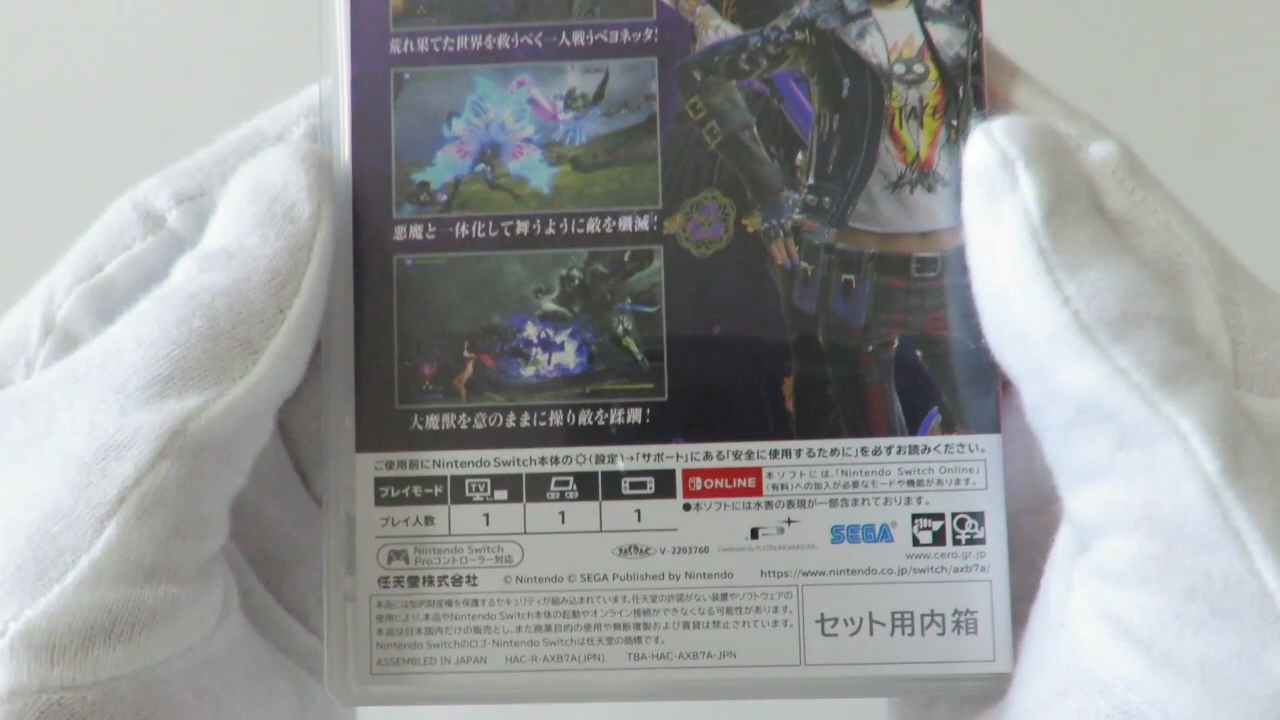 荒れ果てた世界を救うべく一人戦うベヨネッタ!
TAKE
悪魔と一体化して舞うように敵を殲滅!
大魔獣を意のままに操り敵を蹂躙!
ご使用前にNintendo Switch本体の(設定)→「サポート」にある「安全に使用するために」を必ずお読みください。
プレイモード TV
プレイ人数 1 1 1
ONLINE
本ソフトには、「Nintendo Switch Online」
(有料)への加入が必要なモードや機能があります。
●本ソフトには水害の表現が一部含まれております。
Nintendo Switch
Proコントローラー対応
V-2203760
Developed by PLATINUMGAMES INC.
SEGA
www.cero.gr.jp
任天堂株式会社
© Nintendo © SEGA Published by Nintendo
https://www.nintendo.co.jp/switch/axb7a/
本品には知的財産権を保護するセキュリティが組み込まれています。任天堂の許諾がない装置やソフトウェアの
使用により、本品やNintendo Switch本体の起動やオンライン接続ができなくなる可能性があります。
本品は日本国内だけの販売とし、また商業目的の使用や無断複製および賃貸は禁止されています。
Nintendo Switchのロゴ・Nintendo Switchは任天堂の商標です。
ASSEMBLED IN JAPAN HAC-R-AXB7A(JPN) TBA-HAC-AXB7A-JPN
セット用内箱